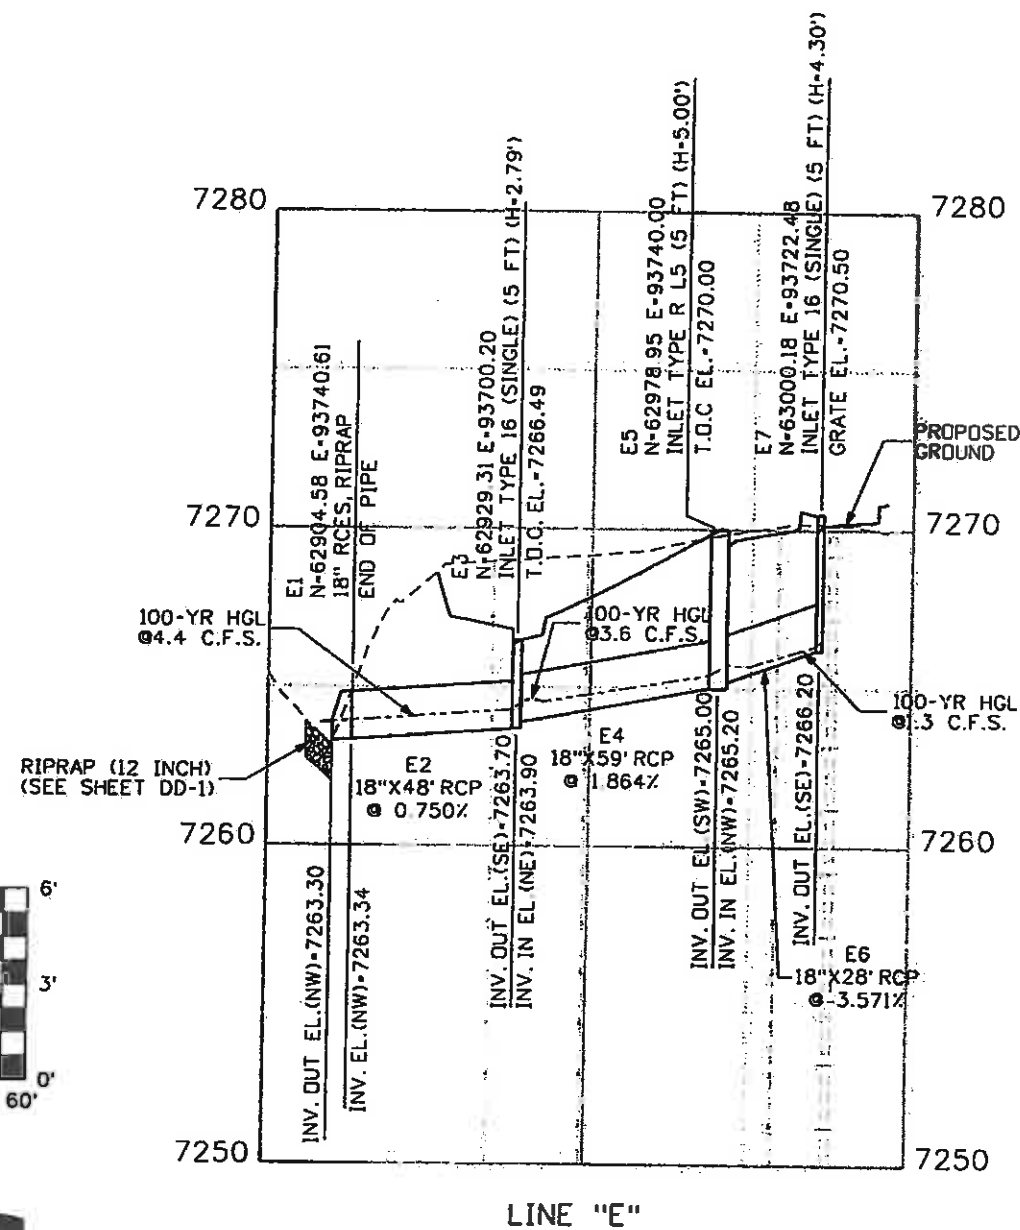 7280
7280
E1
N-62904.58 E-93740.61
18" RCES, RIPRAP
END OF PIPE
E3
N-62929.31 E-93700.20
INLET TYPE 16 (SINGLE) (5 FT) (H-2.79')
T.O.C. EL.-7266.49
E5
N-62978.95 E-93740.00
INLET TYPE R L5 (5 FT) (H-5.00')
T.O.C EL.-7270.00
E7
N-63000.18 E-93722.48
INLET TYPE 16 (SINGLE) (5 FT) (H-4.30')
GRATE EL.-7270.50
PROPOSED
GROUND
7270
7270
100-YR HGL
@4.4 C.F.S.
100-YR HGL
@3.6 C.F.S.
100-YR HGL
@1.3 C.F.S.
RIPRAP (12 INCH)
(SEE SHEET DD-1)
E2
18"X48' RCP
@ 0.750%
E4
18"X59' RCP
@ 1.864%
7260
7260
INV. OUT EL.(NW)-7263.30
INV. EL.(NW)-7263.34
INV. OUT EL.(SE)-7263.70
INV. IN EL.(NE)-7263.90
INV. OUT EL.(SW)-7265.00
INV. IN EL.(NW)-7265.20
INV. OUT EL.(SE)-7266.20
E6
18"X28' RCP
@ 3.571%
6'
3'
0'
60'
7250
7250
LINE "E"